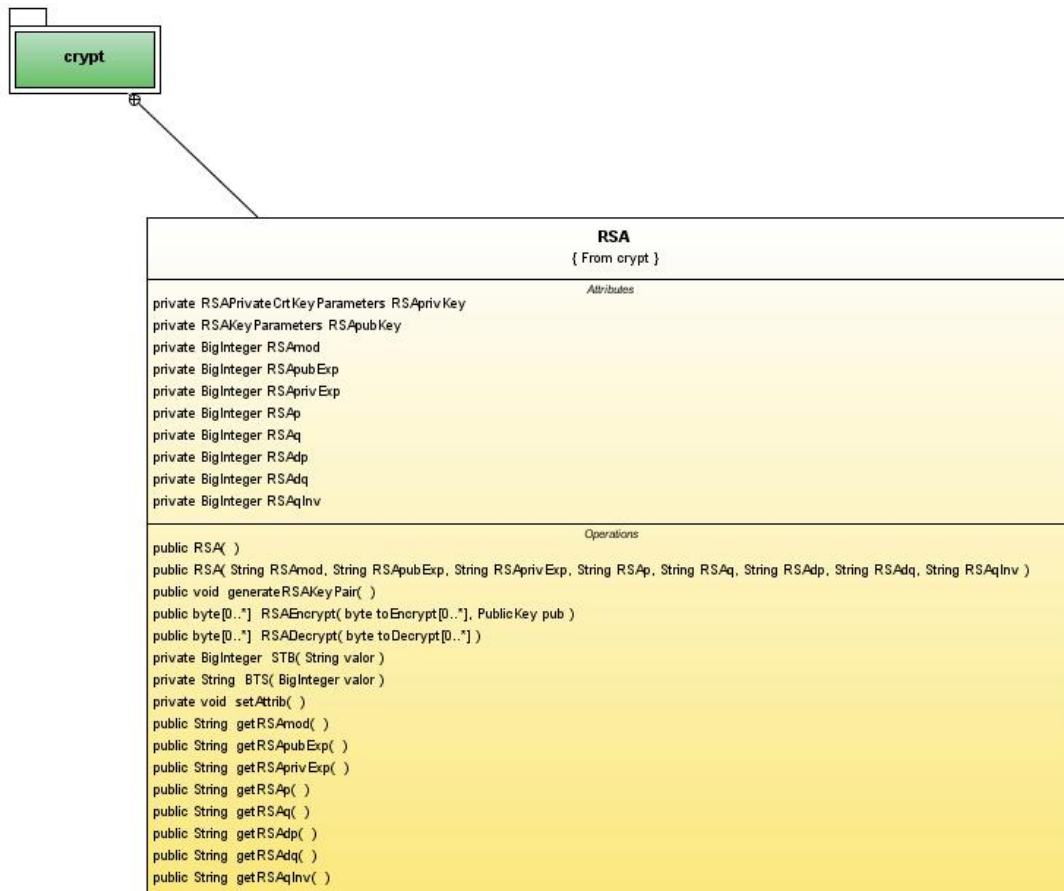 crypt
RSA
{ From crypt }
Attributes
private RSAPrivateCrtKeyParameters RSAprivKey
private RSAKeyParameters RSApubKey
private BigInteger RSAmod
private BigInteger RSApubExp
private BigInteger RSAprivExp
private BigInteger RSAp
private BigInteger RSAq
private BigInteger RSAdp
private BigInteger RSAdq
private BigInteger RSAqInv
Operations
public RSA( )
public RSA( String RSAmod, String RSApubExp, String RSAprivExp, String RSAp, String RSAq, String RSAdp, String RSAdq, String RSAqInv )
public void generateRSAKeyPair( )
public byte[0..*] RSAEncrypt( byte toEncrypt[0..*], PublicKey pub )
public byte[0..*] RSADecrypt( byte toDecrypt[0..*] )
private BigInteger STB( String valor )
private String BTS( BigInteger valor )
private void setAttrib( )
public String getRSAmod( )
public String getRSApubExp( )
public String getRSAprivExp( )
public String getRSAp( )
public String getRSAq( )
public String getRSAdp( )
public String getRSAdq( )
public String getRSAqInv( )